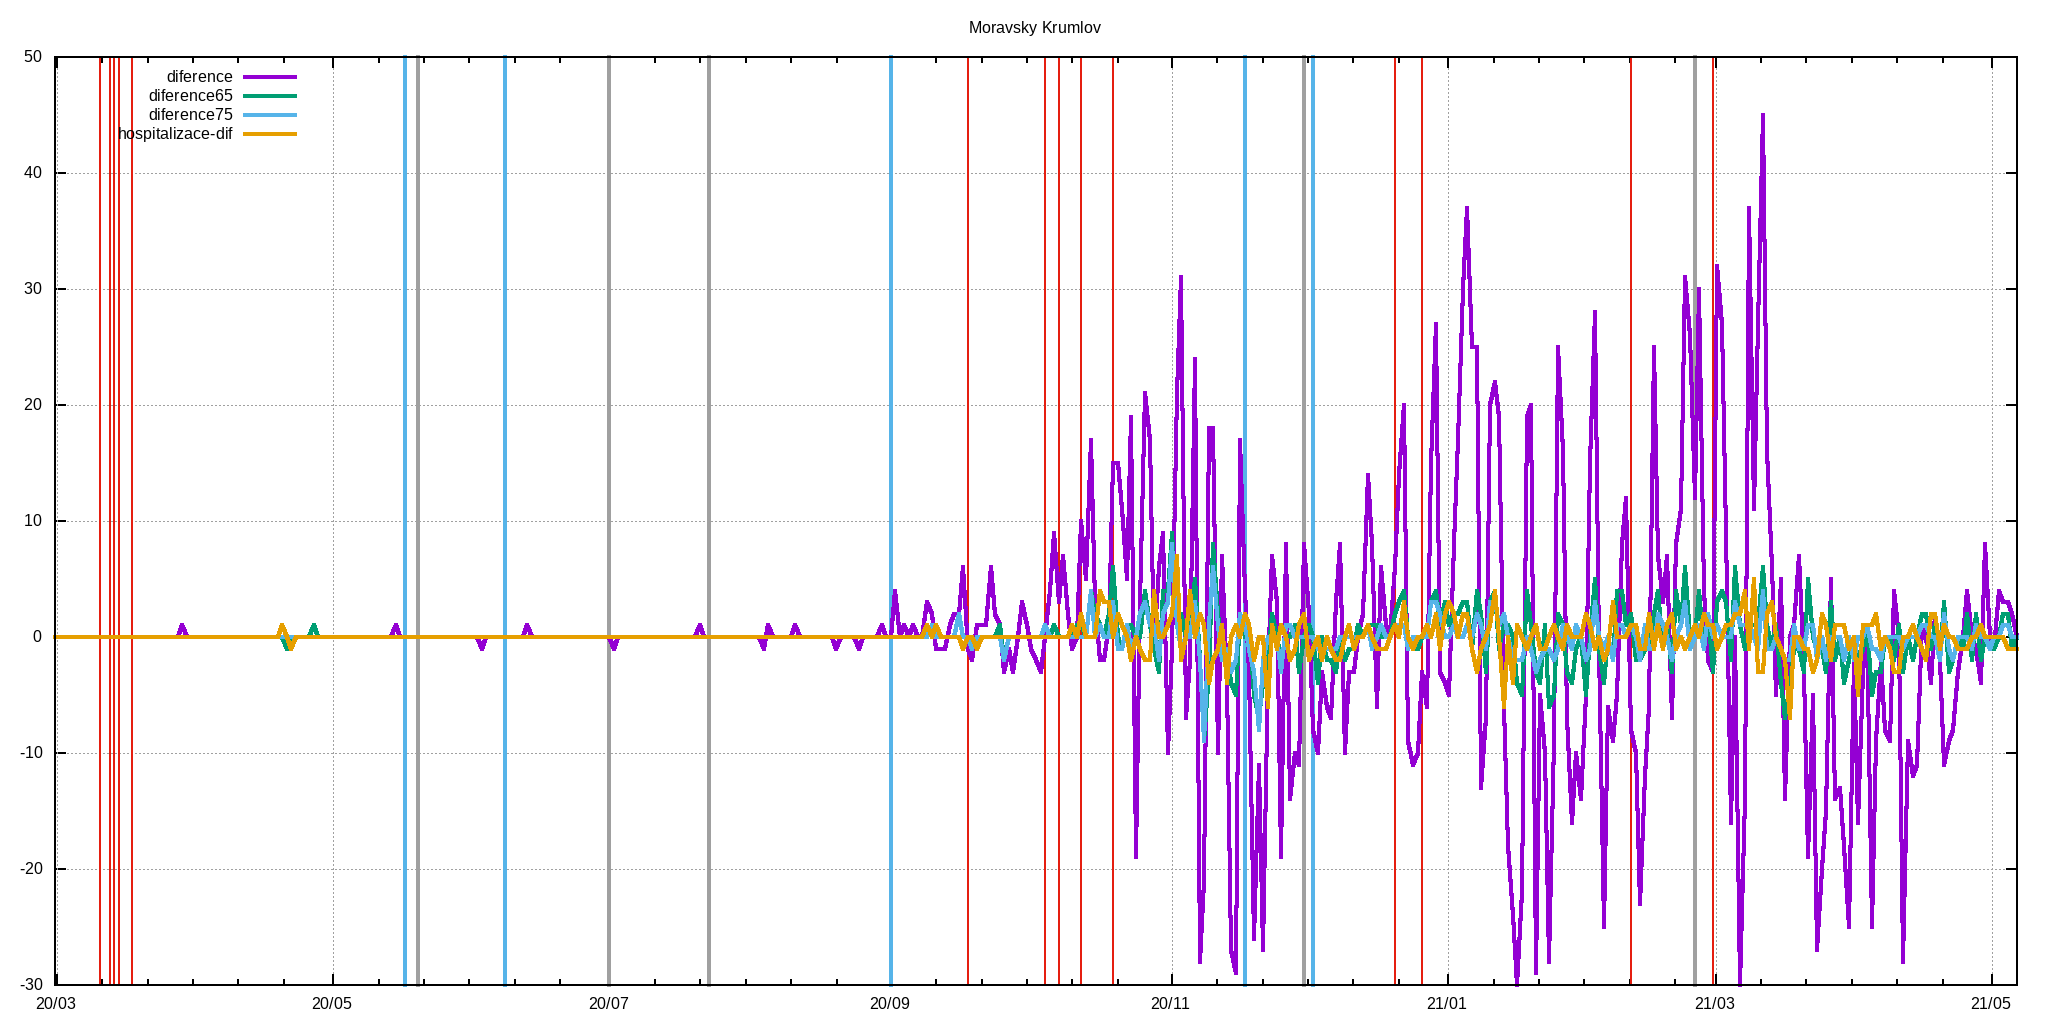 Moravsky Krumlov
50
diference
diference65
diference75
hospitalizace-dif
40
30
20
10
0
-10
-20
-30
20/03 20/05 20/07 20/09 20/11 21/01 21/03 21/05